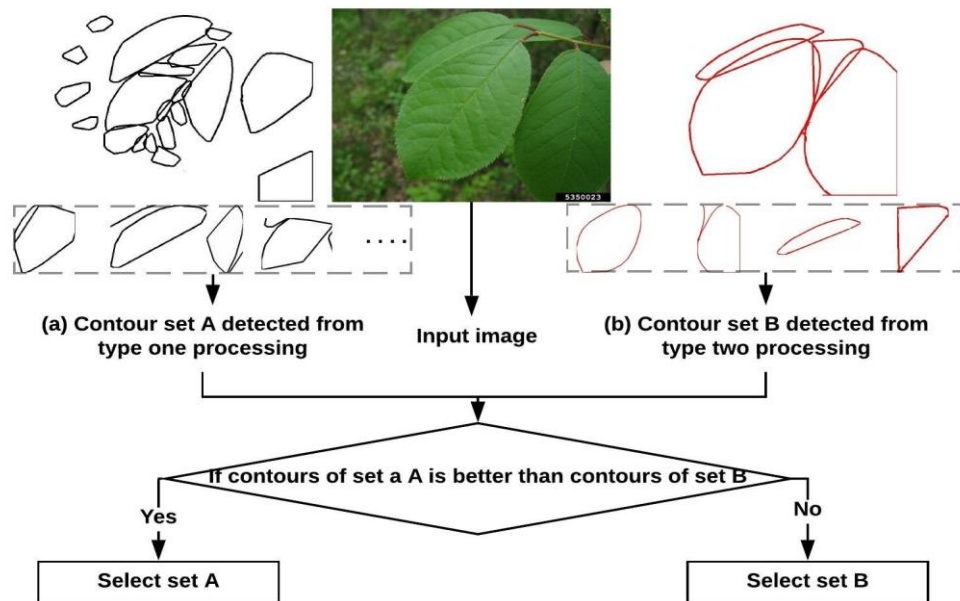 5350023
....
(a) Contour set A detected from
type one processing
Input image
(b) Contour set B detected from
type two processing
If contours of set a A is better than contours of set B
Yes
No
Select set A
Select set B